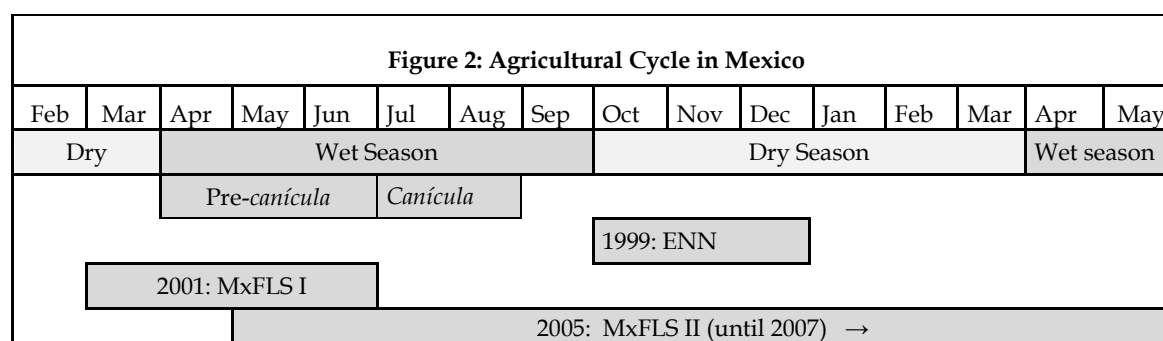 Figure 2: Agricultural Cycle in Mexico
Feb Mar Apr May Jun Jul Aug Sep Oct Nov Dec Jan Feb Mar Apr May
Dry Wet Season Dry Season Wet season
Pre-canícula Canícula
1999: ENN
2001: MxFLS I
2005: MxFLS II (until 2007) →